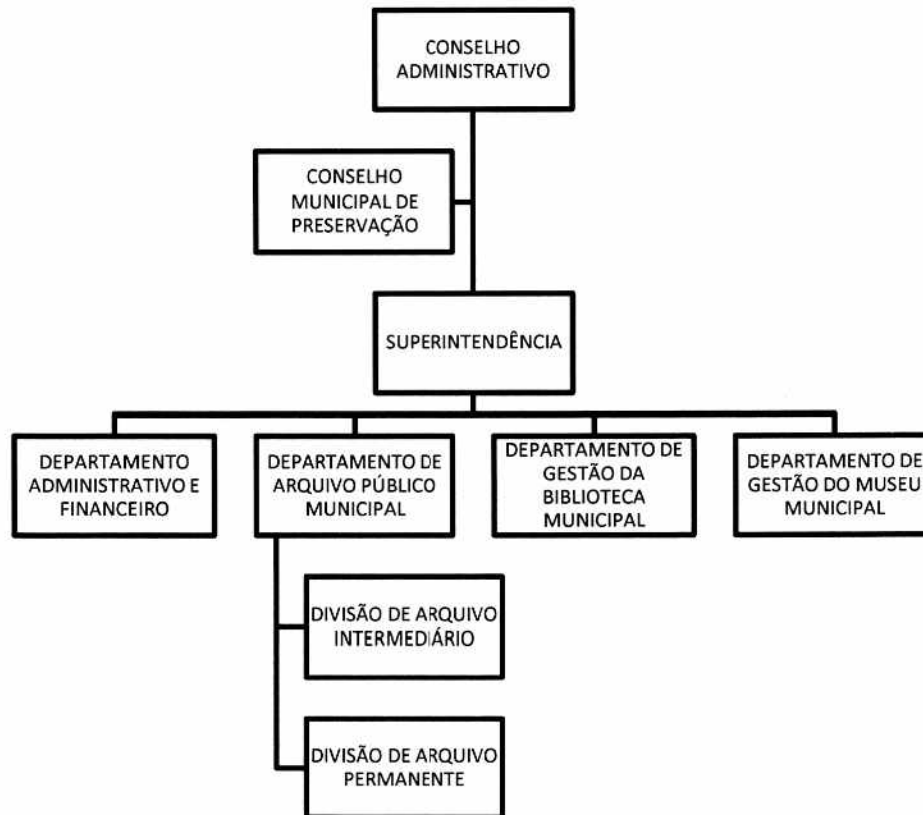 CONSELHO
ADMINISTRATIVO
CONSELHO
MUNICIPAL DE
PRESERVAÇÃO
SUPERINTENDÊNCIA
DEPARTAMENTO
ADMINISTRATIVO E
FINANCEIRO
DEPARTAMENTO DE
ARQUIVO PÚBLICO
MUNICIPAL
DEPARTAMENTO DE
GESTÃO DA
BIBLIOTECA
MUNICIPAL
DEPARTAMENTO DE
GESTÃO DO MUSEU
MUNICIPAL
DIVISÃO DE ARQUIVO
INTERMEDIÁRIO
DIVISÃO DE ARQUIVO
PERMANENTE